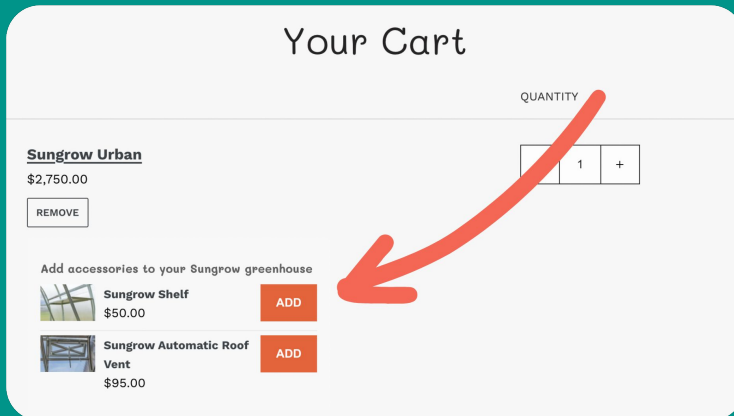 Your Cart
QUANTITY
Sungrow Urban
1 +
$2,750.00
REMOVE
Add accessories to your Sungrow greenhouse
Sungrow Shelf
$50.00
ADD
Sungrow Automatic Roof
Vent
$95.00
ADD